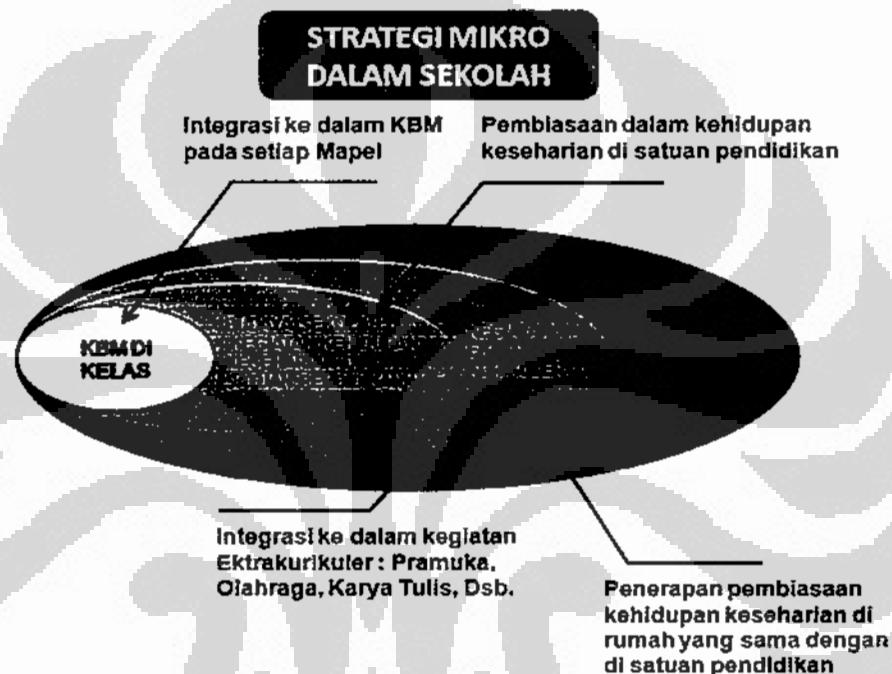 STRATEGI MIKRO
DALAM SEKOLAH
Integrasi ke dalam KBM
pada setiap Mapel
Pembiasaan dalam kehidupan
keseharian di satuan pendidikan
KBM DI
KELAS
Integrasi ke dalam kegiatan
Ektrakurikuler : Pramuka,
Olahraga, Karya Tulis, Dsb.
Penerapan pembiasaan
kehidupan keseharian di
rumah yang sama dengan
di satuan pendidikan